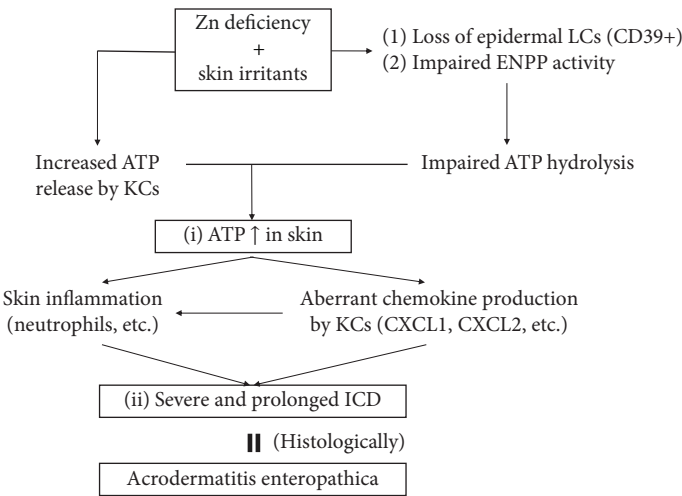 Zn deficiency
+
skin irritants
(1) Loss of epidermal LCs (CD39+)
(2) Impaired ENPP activity
Increased ATP
release by KCs
Impaired ATP hydrolysis
(i) ATP ↑ in skin
Skin inflammation
(neutrophils, etc.)
Aberrant chemokine production
by KCs (CXCL1, CXCL2, etc.)
(ii) Severe and prolonged ICD
(Histologically)
Acrodermatitis enteropathica